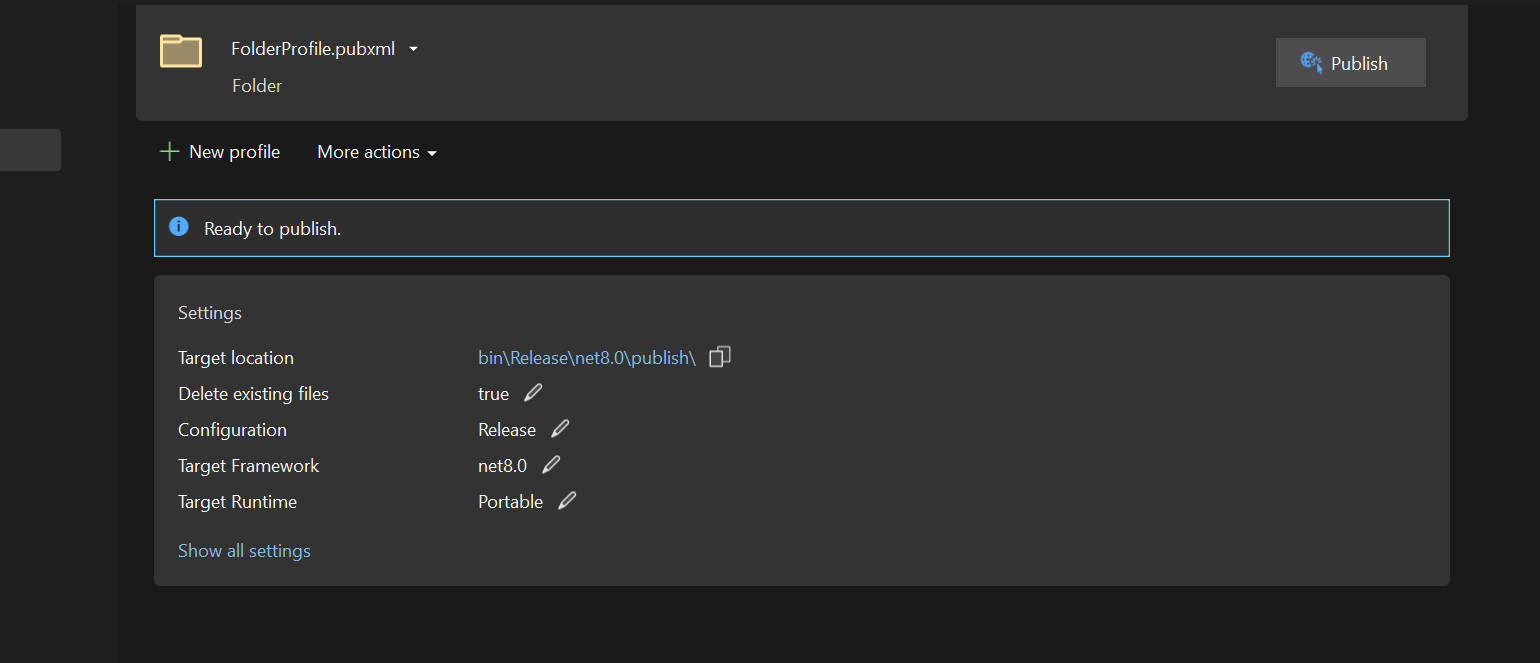 FolderProfile.pubxml
Folder
Publish
New profile
More actions
Ready to publish.
Settings
Target location bin\Release\net8.0\publish\
Delete existing files true
Configuration Release
Target Framework net8.0
Target Runtime Portable
Show all settings